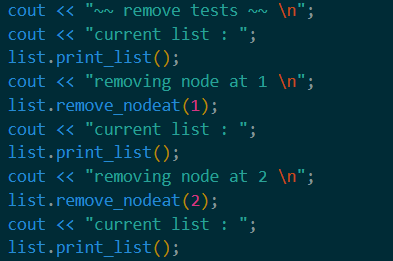 cout << "~~ remove tests ~~ \n";
cout << "current list : ";
list.print_list();
cout << "removing node at 1 \n";
list.remove_nodeat(1);
cout << "current list : ";
list.print_list();
cout << "removing node at 2 \n";
list.remove_nodeat(2);
cout << "current list : ";
list.print_list();